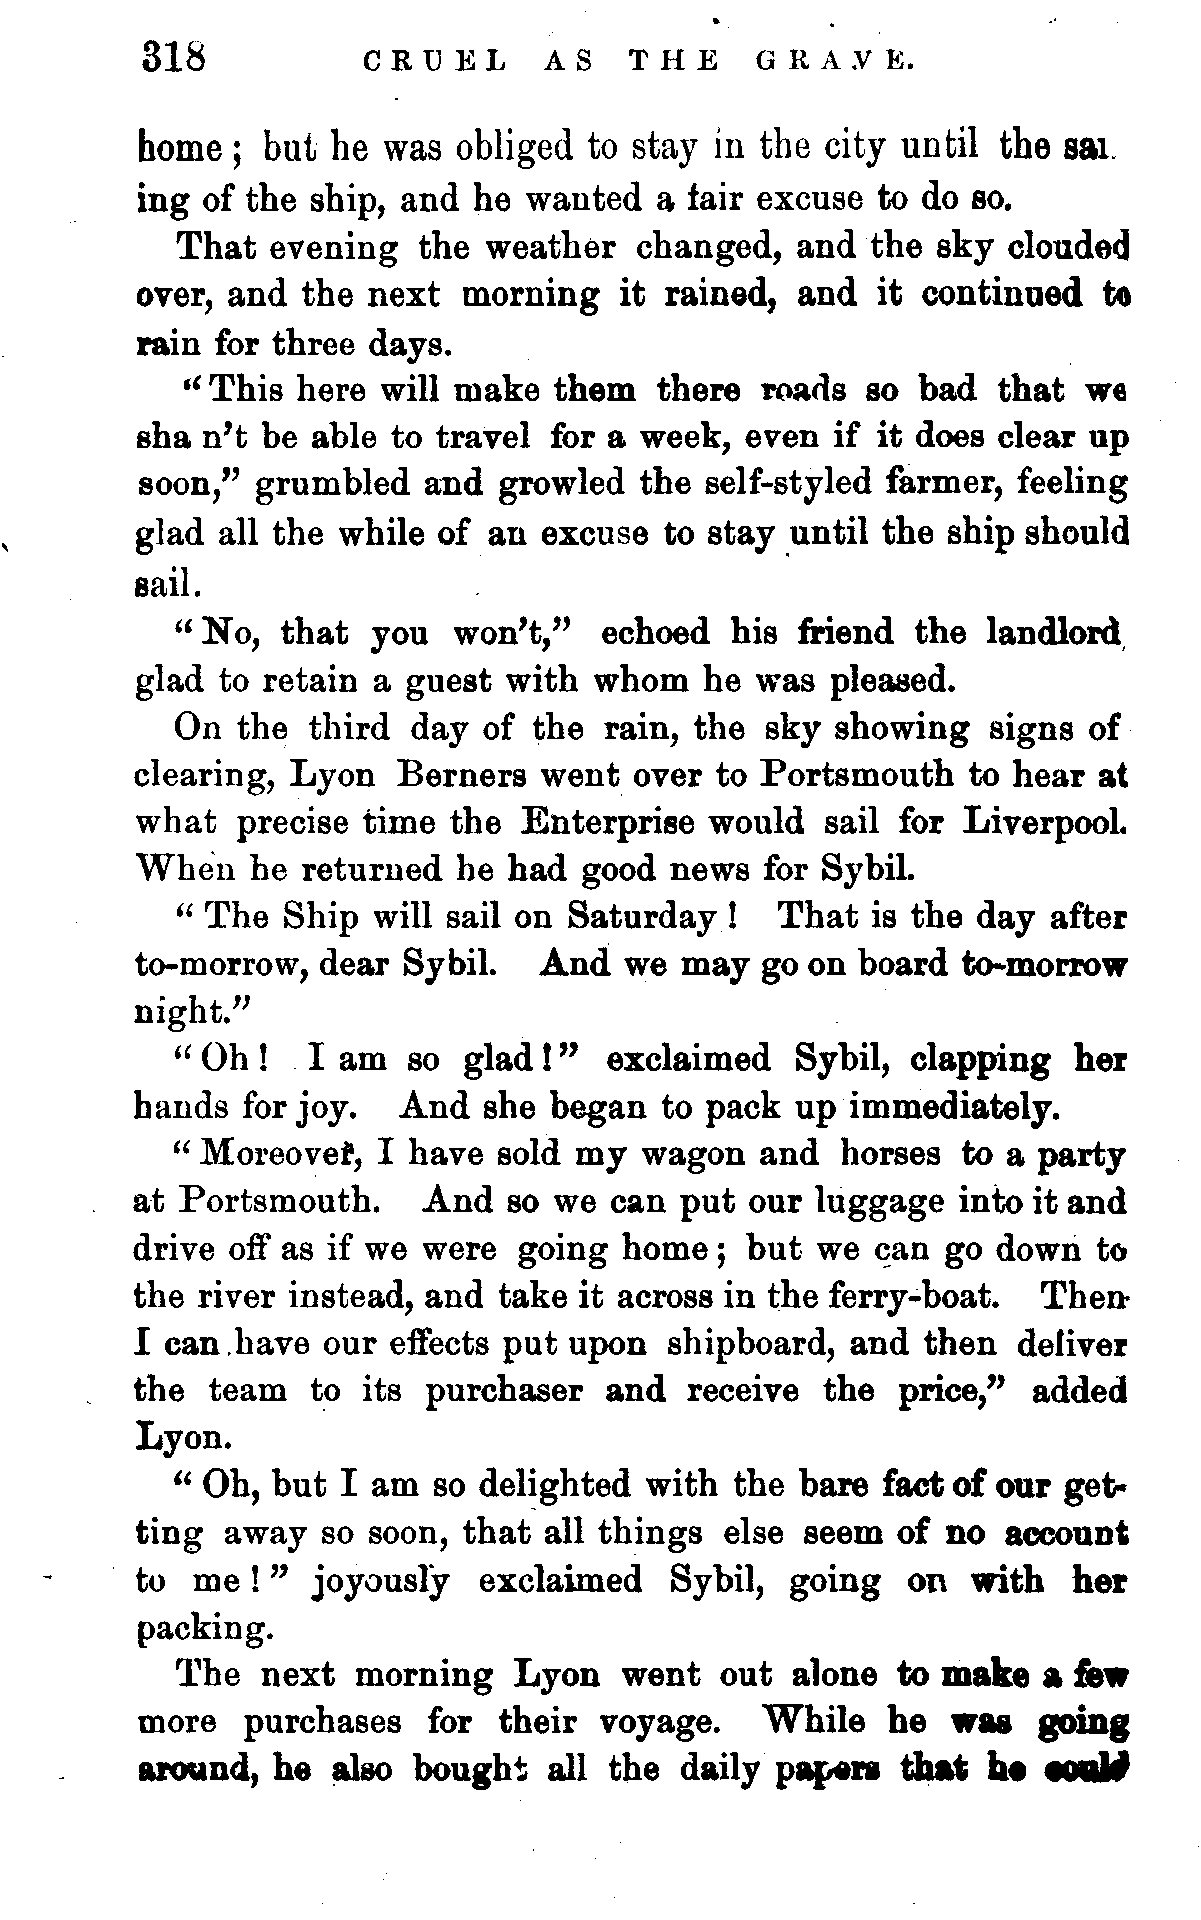 318 CRUEL AS THE GRAVE.
home; but he was obliged to stay in the city until the sai
ing of the ship, and he wanted a fair excuse to do so.
That evening the weather changed, and the sky clouded
over, and the next morning it rained, and it continued to
rain for three days.
"This here will make them there roads so bad that we
sha n't be able to travel for a week, even if it does clear up
soon," grumbled and growled the self-styled farmer, feeling
glad all the while of an excuse to stay until the ship should
sail.
"No, that you won't," echoed his friend the landlord,
glad to retain a guest with whom he was pleased.
On the third day of the rain, the sky showing signs of
clearing, Lyon Berners went over to Portsmouth to hear at
what precise time the Enterprise would sail for Liverpool.
When he returned he had good news for Sybil.
"The Ship will sail on Saturday! That is the day after
to-morrow, dear Sybil. And we may go on board to-morrow
night."
"Oh! I am so glad!" exclaimed Sybil, clapping her
hands for joy. And she began to pack up immediately.
"Moreover, I have sold my wagon and horses to a party
at Portsmouth. And so we can put our luggage into it and
drive off as if we were going home; but we can go down to
the river instead, and take it across in the ferry-boat. Then
I can have our effects put upon shipboard, and then deliver
the team to its purchaser and receive the price," added
Lyon.
"Oh, but I am so delighted with the bare fact of our get-
ting away so soon, that all things else seem of no account
to me!" joyously exclaimed Sybil, going on with her
packing.
The next morning Lyon went out alone to make a few
more purchases for their voyage. While he was going
around, he also bought all the daily papers that he could